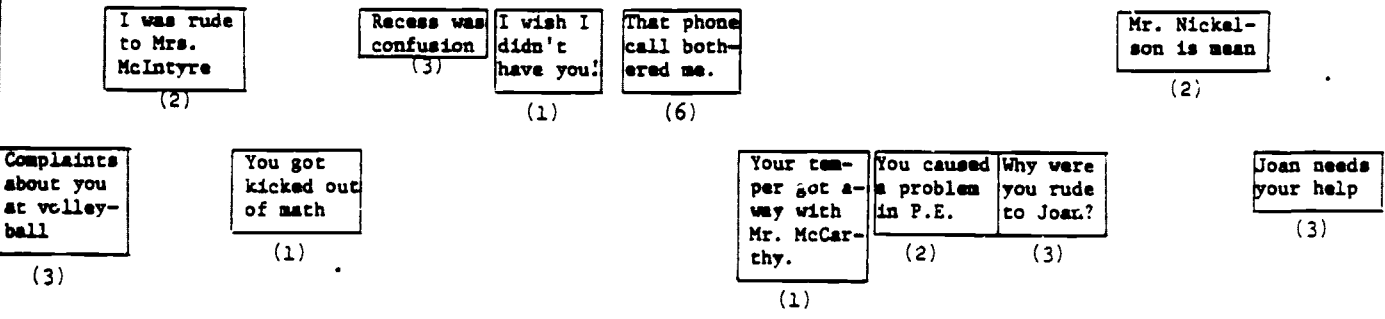 I was rude
to Mrs.
McIntyre
(2)
Recess was
confusion
(3)
I wish I
didn't
have you!
(1)
That phone
call both-
ered me.
(6)
Mr. Nickel-
son is mean
(2)
Complaints
about you
at volley-
ball
(3)
You got
kicked out
of math
(1)
Your tem-
per got a-
way with
Mr. McCar-
thy.
(1)
You caused
a problem
in P.E.
(2)
Why were
you rude
to Joan?
(3)
Joan needs
your help
(3)